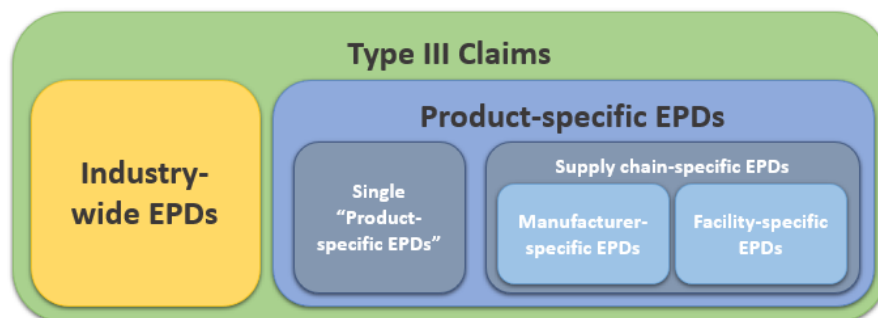 Type III Claims
Industry-
wide EPDs
Product-specific EPDs
Single
“Product-
specific EPDs”
Supply chain-specific EPDs
Manufacturer-
specific EPDs
Facility-specific
EPDs